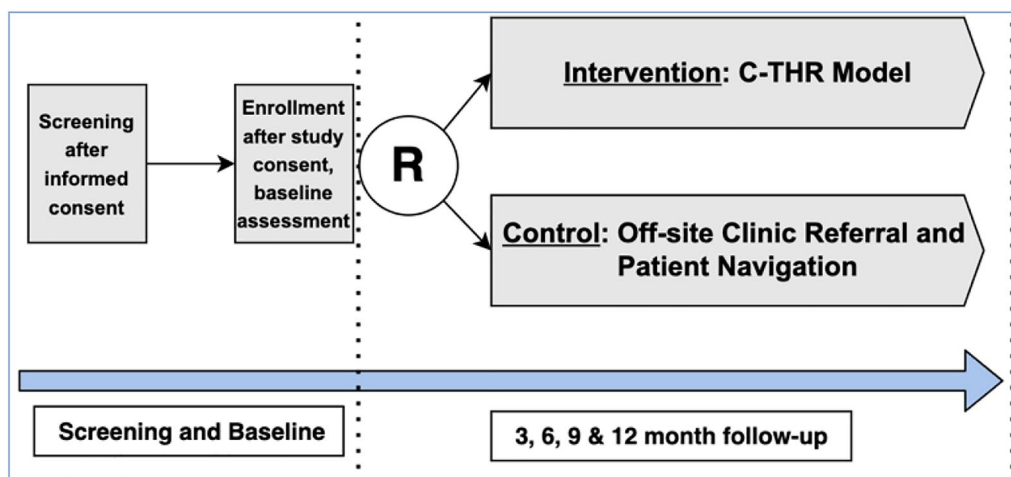 Screening
after
informed
consent
Enrollment
after study
consent,
baseline
assessment
R
Intervention: C-THR Model
Control: Off-site Clinic Referral and
Patient Navigation
Screening and Baseline
3, 6, 9 & 12 month follow-up